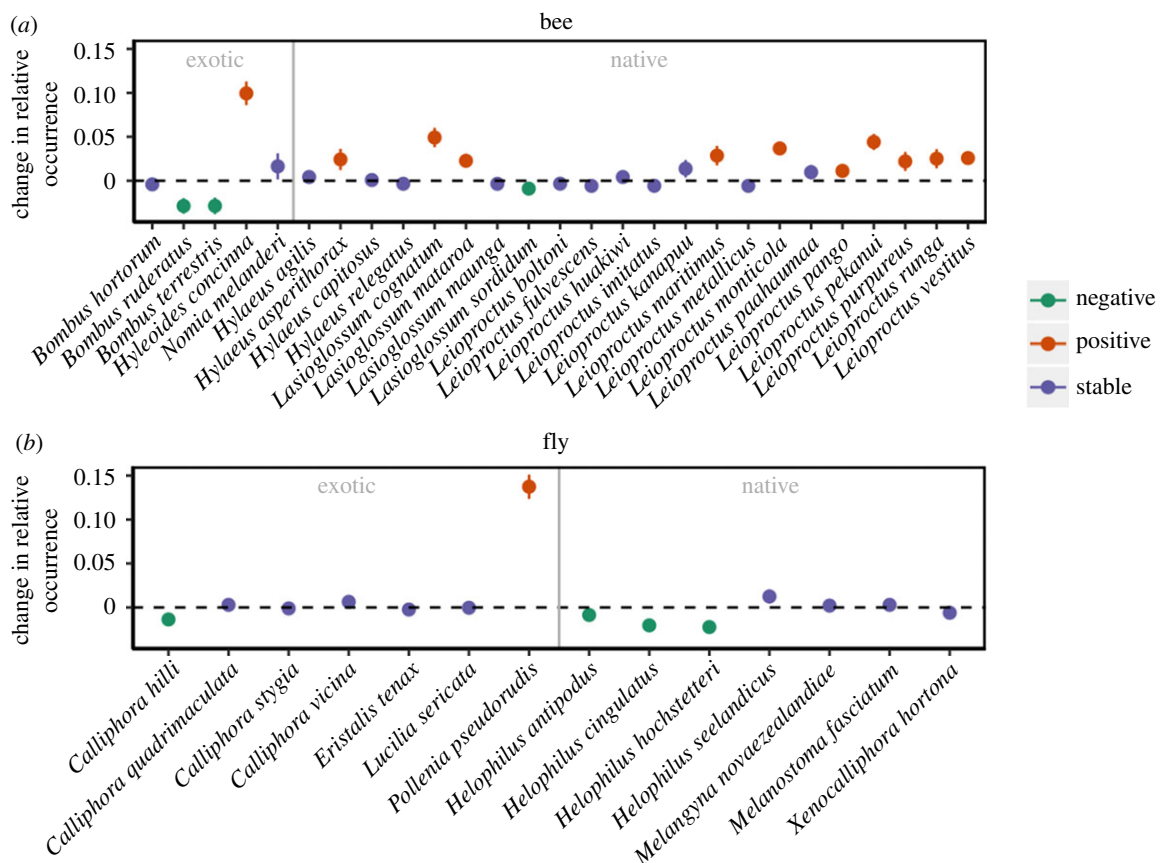 (a)
bee
exotic
native
change in relative
occurrence
0.15
0.10
0.05
0
Bombus hortorum
Bombus ruderatus
Bombus terrestris
Hyleoides concinna
Nomia melanderi
Hylaeus agilis
Hylaeus asperithorax
Hylaeus capitosus
Hylaeus relegatus
Lasioglossum cognatum
Lasioglossum mataroa
Lasioglossum maunga
Lasioglossum sordidum
Leioproctus boltoni
Leioproctus fulvescens
Leioproctus huakiwi
Leioproctus imitatus
Leioproctus kanapuu
Leioproctus maritimus
Leioproctus metallicus
Leioproctus monticola
Leioproctus paahaumaa
Leioproctus pango
Leioproctus pekanui
Leioproctus purpureus
Leioproctus runga
Leioproctus vestitus
negative
positive
stable
(b)
fly
exotic
native
change in relative
occurrence
0.15
0.10
0.05
0
Calliphora hilli
Calliphora quadrimaculata
Calliphora stygia
Calliphora vicina
Eristalis tenax
Lucilia sericata
Pollenia pseudorudis
Helophilus antipodus
Helophilus cingulatus
Helophilus hochstetteri
Helophilus seelandicus
Melangyna novaezealandiae
Melanostoma fasciatum
Xenocalliphora hortona